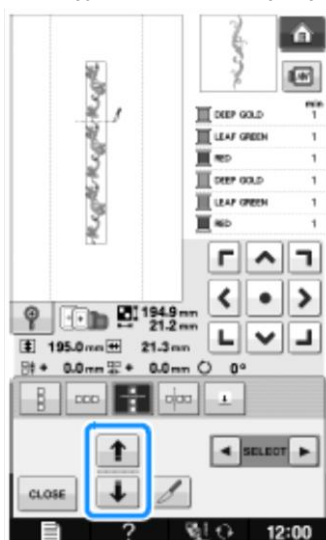 min
DEEP GOLD 1
LEAF GREEN 1
RED 1
DEEP GOLD 1
LEAF GREEN 1
RED 1
194.9 mm
21.2 mm
195.0 mm 21.3 mm
0.0 mm 0.0 mm 0°
SELECT
CLOSE
? 12:00